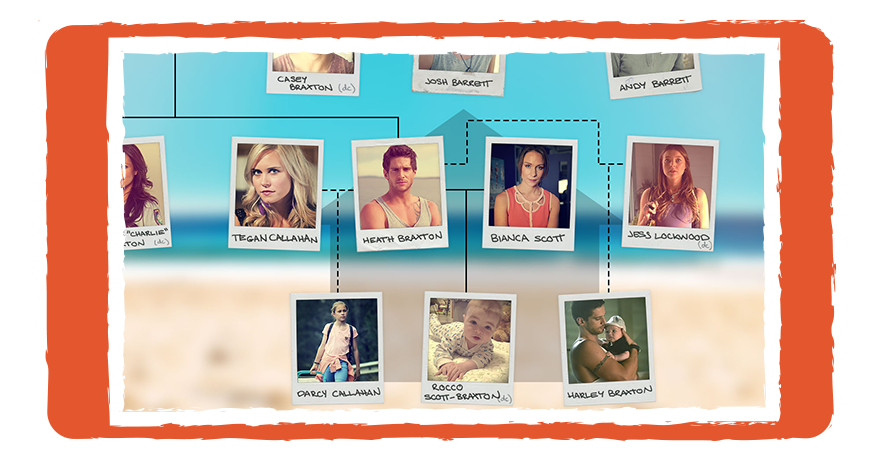 CASEY
BRAXTON (dc)
JOSH BARRETT
ANDY BARRETT
"CHARLIE"
TON (dc)
TEGAN CALLAHAN
HEATH BRAXTON
BIANCA SCOTT
JESS LOCKWOOD
(dc)
DARCY CALLAHAN
ROCCO
SCOTT-BRAXTON (dc)
HARLEY BRAXTON